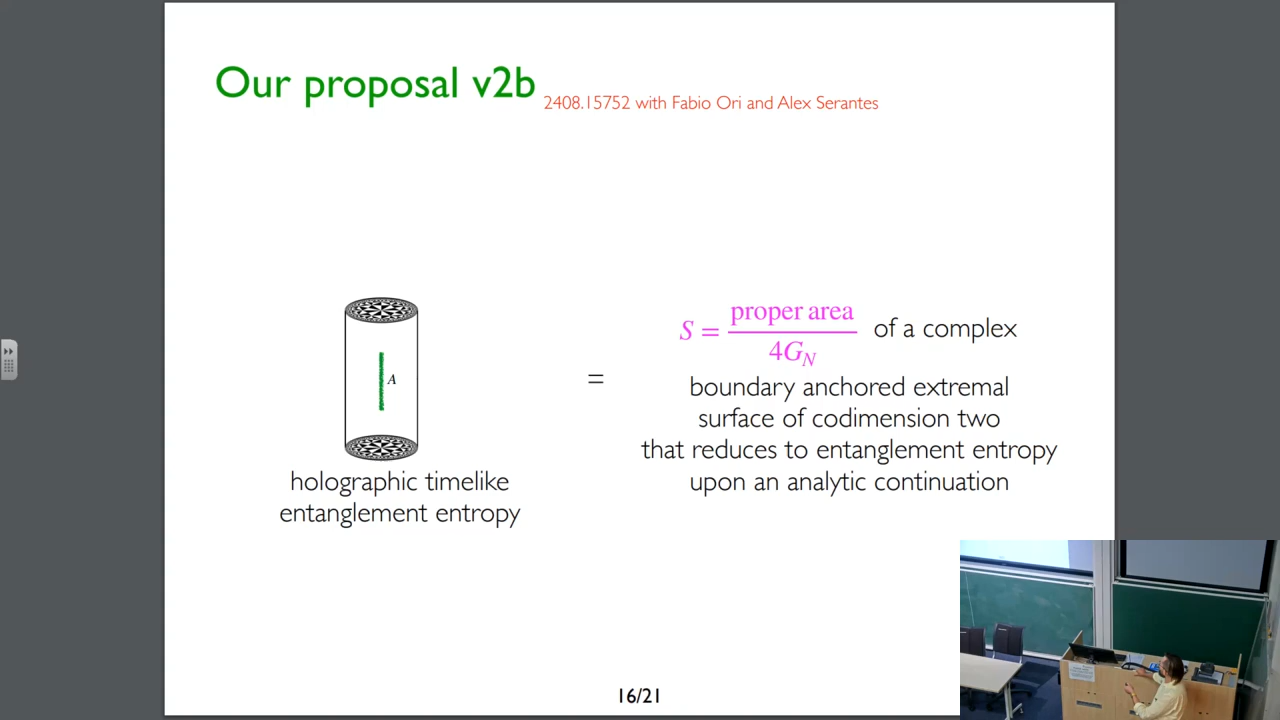 Our proposal v2b
2408.15752 with Fabio Ori and Alex Serantes
A
holographic timelike
entanglement entropy
=
S = proper area / 4G_N of a complex
boundary anchored extremal
surface of codimension two
that reduces to entanglement entropy
upon an analytic continuation
16/21